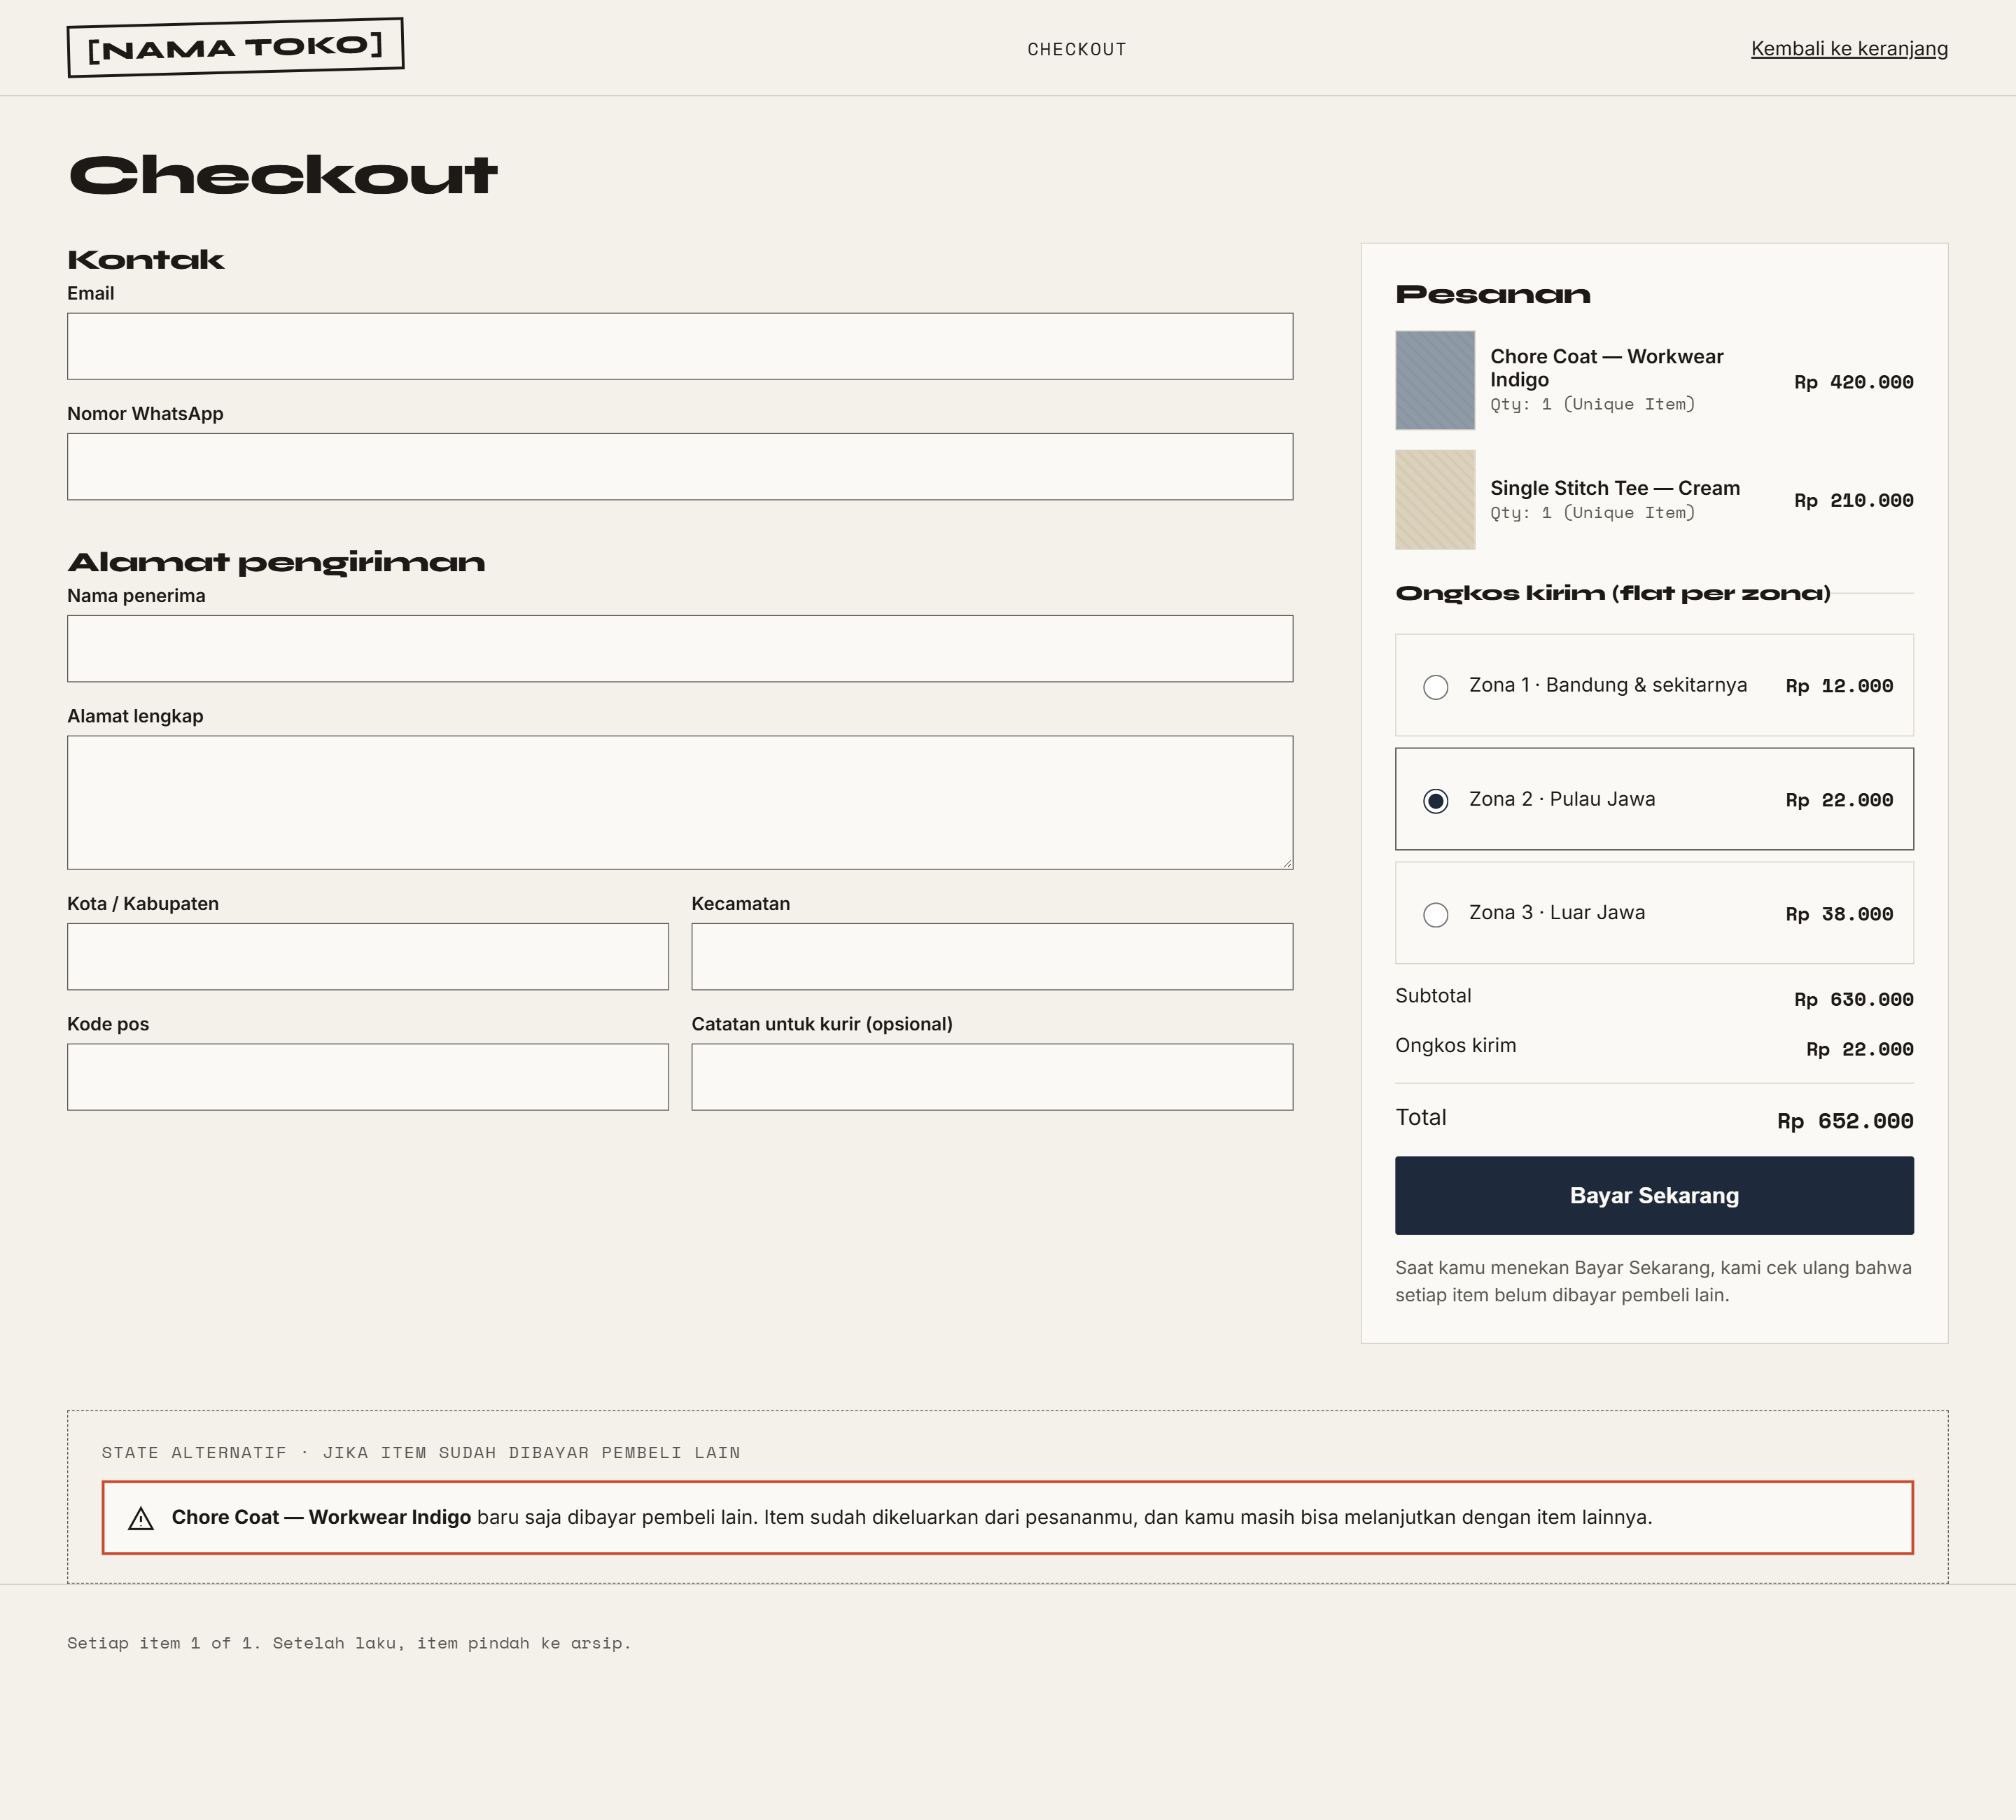 [NAMA TOKO]
CHECKOUT
Kembali ke keranjang
Checkout
Kontak
Email
Nomor WhatsApp
Alamat pengiriman
Nama penerima
Alamat lengkap
Kota / Kabupaten
Kecamatan
Kode pos
Catatan untuk kurir (opsional)
Pesanan
Chore Coat — Workwear
Indigo
Qty: 1 (Unique Item)
Rp 420.000
Single Stitch Tee — Cream
Qty: 1 (Unique Item)
Rp 210.000
Ongkos kirim (flat per zona)
Zona 1 · Bandung & sekitarnya
Rp 12.000
Zona 2 · Pulau Jawa
Rp 22.000
Zona 3 · Luar Jawa
Rp 38.000
Subtotal
Rp 630.000
Ongkos kirim
Rp 22.000
Total
Rp 652.000
Bayar Sekarang
Saat kamu menekan Bayar Sekarang, kami cek ulang bahwa
setiap item belum dibayar pembeli lain.
STATE ALTERNATIF · JIKA ITEM SUDAH DIBAYAR PEMBELI LAIN
Chore Coat — Workwear Indigo baru saja dibayar pembeli lain. Item sudah dikeluarkan dari pesananmu, dan kamu masih bisa melanjutkan dengan item lainnya.
Setiap item 1 of 1. Setelah laku, item pindah ke arsip.